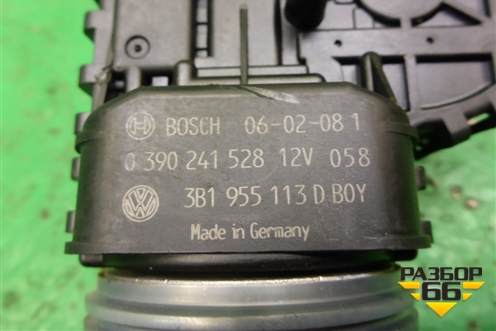 BOSCH 06-02-08 1
0 390 241 528 12V 058
3B1 955 113 D BOY
Made in Germany
РАЗБОР
66